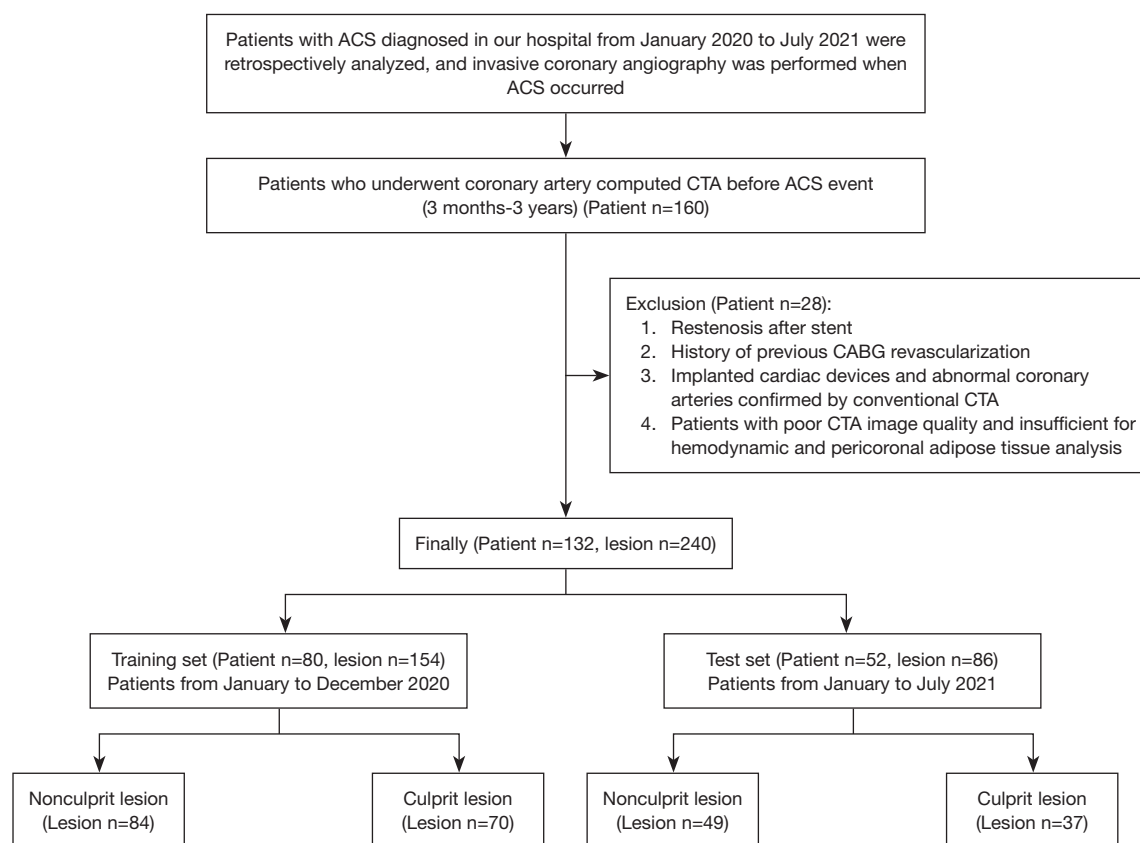 Patients with ACS diagnosed in our hospital from January 2020 to July 2021 were
retrospectively analyzed, and invasive coronary angiography was performed when
ACS occurred
Patients who underwent coronary artery computed CTA before ACS event
(3 months-3 years) (Patient n=160)
Exclusion (Patient n=28):
1. Restenosis after stent
2. History of previous CABG revascularization
3. Implanted cardiac devices and abnormal coronary
arteries confirmed by conventional CTA
4. Patients with poor CTA image quality and insufficient for
hemodynamic and pericoronal adipose tissue analysis
Finally (Patient n=132, lesion n=240)
Training set (Patient n=80, lesion n=154)
Patients from January to December 2020
Test set (Patient n=52, lesion n=86)
Patients from January to July 2021
Nonculprit lesion
(Lesion n=84)
Culprit lesion
(Lesion n=70)
Nonculprit lesion
(Lesion n=49)
Culprit lesion
(Lesion n=37)